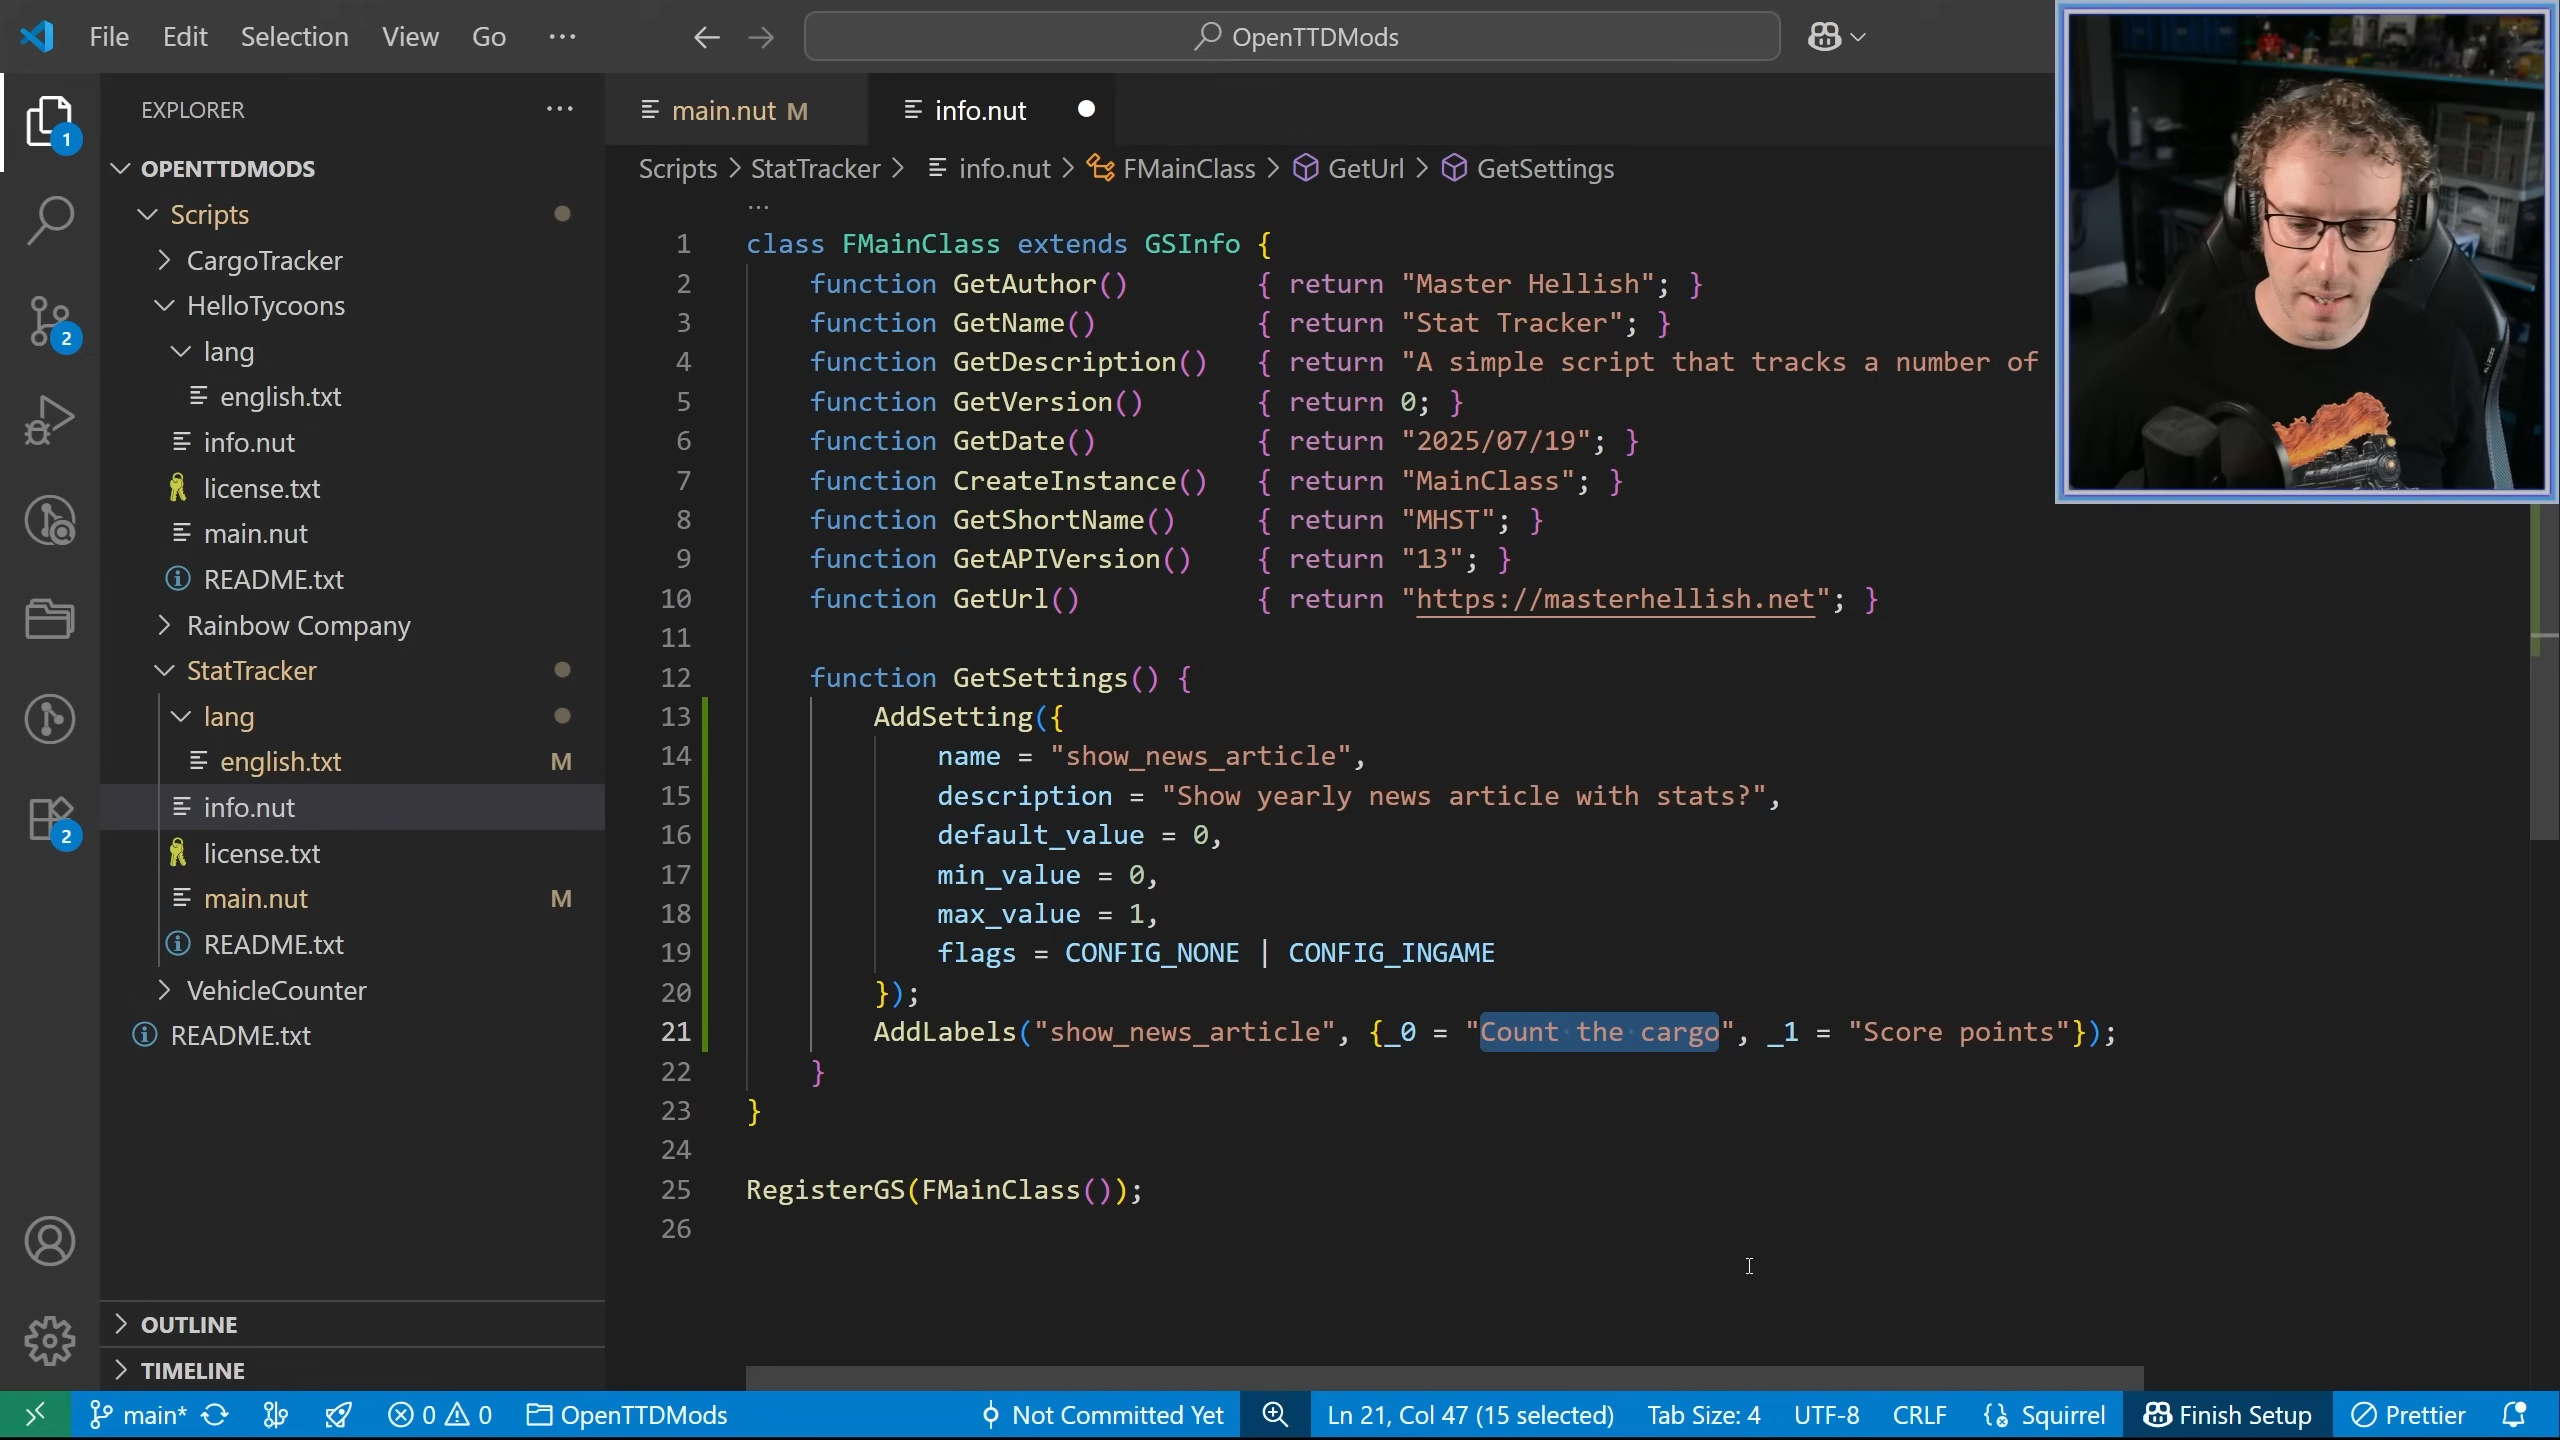 File Edit Selection View Go ...
OpenTTDMods
EXPLORER ...
OPENTTDMODS
Scripts
CargoTracker
HelloTycoons
lang
english.txt
info.nut
license.txt
main.nut
README.txt
Rainbow Company
StatTracker
lang
english.txt M
info.nut
license.txt
main.nut M
README.txt
VehicleCounter
README.txt
OUTLINE
TIMELINE
1
2
2
main.nut M
info.nut
Scripts > StatTracker > info.nut > FMainClass > GetUrl > GetSettings
...
1 class FMainClass extends GSInfo {
2 function GetAuthor() { return "Master Hellish"; }
3 function GetName() { return "Stat Tracker"; }
4 function GetDescription() { return "A simple script that tracks a number of
5 function GetVersion() { return 0; }
6 function GetDate() { return "2025/07/19"; }
7 function CreateInstance() { return "MainClass"; }
8 function GetShortName() { return "MHST"; }
9 function GetAPIVersion() { return "13"; }
10 function GetUrl() { return "https://masterhellish.net"; }
11
12 function GetSettings() {
13 AddSetting({
14 name = "show_news_article",
15 description = "Show yearly news article with stats?",
16 default_value = 0,
17 min_value = 0,
18 max_value = 1,
19 flags = CONFIG_NONE | CONFIG_INGAME
20 });
21 AddLabels("show_news_article", {_0 = "Count the cargo", _1 = "Score points"});
22 }
23 }
24
25 RegisterGS(FMainClass());
26
main* 0 0 OpenTTDMods Not Committed Yet Ln 21, Col 47 (15 selected) Tab Size: 4 UTF-8 CRLF Squirrel Finish Setup Prettier